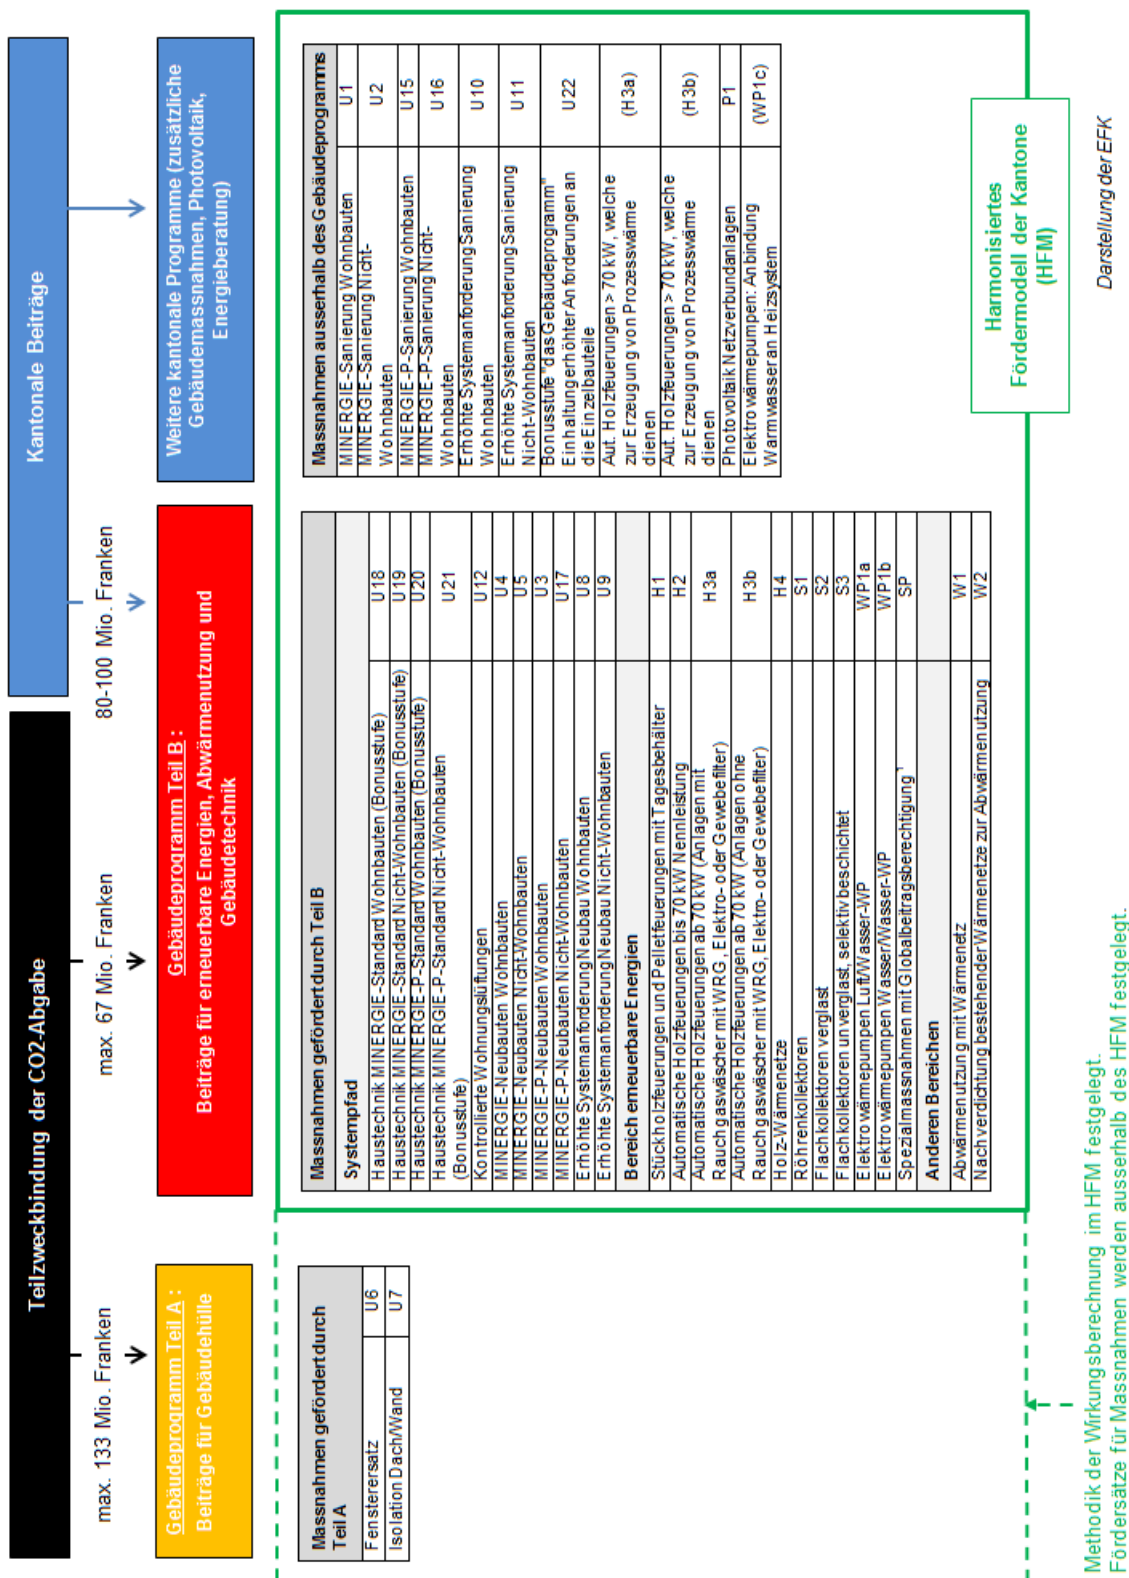 Teilzweckbindung der CO2-Abgabe
Kantonale Beiträge
max. 133 Mio. Franken
max. 67 Mio. Franken
80-100 Mio. Franken
Gebäudeprogramm Teil A :
Beiträge für Gebäudehülle
Gebäudeprogramm Teil B :
Beiträge für erneuerbare Energien, Abwärmenutzung und
Gebäudetechnik
Weitere kantonale Programme (zusätzliche
Gebäudemassnahmen, Photovoltaik,
Energieberatung)
Massnahmen gefördert durch
Teil A
Fensterersatz U6
Isolation Dach/Wand U7
Massnahmen gefördert durch Teil B
Systempfad
Haustechnik MINERGIE-Standard Wohnbauten (Bonusstufe) U18
Haustechnik MINERGIE-Standard Nicht-Wohnbauten (Bonusstufe) U19
Haustechnik MINERGIE-P-Standard Wohnbauten (Bonusstufe) U20
Haustechnik MINERGIE-P-Standard Nicht-Wohnbauten
(Bonusstufe) U21
Kontrollierte Wohnungslüftungen U12
MINERGIE-Neubauten Wohnbauten U4
MINERGIE-Neubauten Nicht-Wohnbauten U5
MINERGIE-P-Neubauten Wohnbauten U3
MINERGIE-P-Neubauten Nicht-Wohnbauten U17
Erhöhte Systemanforderung Neubau Wohnbauten U8
Erhöhte Systemanforderung Neubau Nicht-Wohnbauten U9
Bereich erneuerbare Energien
Stückholzfeuerungen und Pelletfeuerungen mit Tagesbehälter H1
Automatische Holzfeuerungen bis 70 kW Nennleistung H2
Automatische Holzfeuerungen ab 70 kW (Anlagen mit
Rauchgaswäscher mit WRG, Elektro- oder Gewebefilter) H3a
Automatische Holzfeuerungen ab 70 kW (Anlagen ohne
Rauchgaswäscher mit WRG, Elektro- oder Gewebefilter) H3b
Holz-Wärmenetze H4
Röhrenkollektoren S1
Flachkollektoren verglast S2
Flachkollektoren unverglast, selektiv beschichtet S3
Elektrowärmepumpen Luft/Wasser-WP WP1a
Elektrowärmepumpen Wasser/Wasser-WP WP1b
Spezialmassnahmen mit Globalbeitragsberechtigung ¹ SP
Anderen Bereichen
Abwärmenutzung mit Wärmenetz W1
Nachverdichtung bestehender Wärmenetze zur Abwärmenutzung W2
Massnahmen ausserhalb des Gebäudeprogramms
MINERGIE-Sanierung Wohnbauten U1
MINERGIE-Sanierung Nicht-
Wohnbauten U2
MINERGIE-P-Sanierung Wohnbauten U15
MINERGIE-P-Sanierung Nicht-
Wohnbauten U16
Erhöhte Systemanforderung Sanierung
Wohnbauten U10
Erhöhte Systemanforderung Sanierung
Nicht-Wohnbauten U11
Bonusstufe "das Gebäudeprogramm"
Einhaltung erhöhter Anforderungen an
die Einzelbauteile U22
Aut. Holzfeuerungen > 70 kW, welche
zur Erzeugung von Prozesswärme
dienen (H3a)
Aut. Holzfeuerungen > 70 kW, welche
zur Erzeugung von Prozesswärme
dienen (H3b)
Photovoltaik Netzverbundanlagen P1
Elektrowärmepumpen: Anbindung
Warmwasser an Heizsystem (WP1c)
Harmonisiertes
Fördermodell der Kantone
(HFM)
Methodik der Wirkungsberechnung im HFM festgelegt.
Fördersätze für Massnahmen werden ausserhalb des HFM festgelegt.
Darstellung der EFK